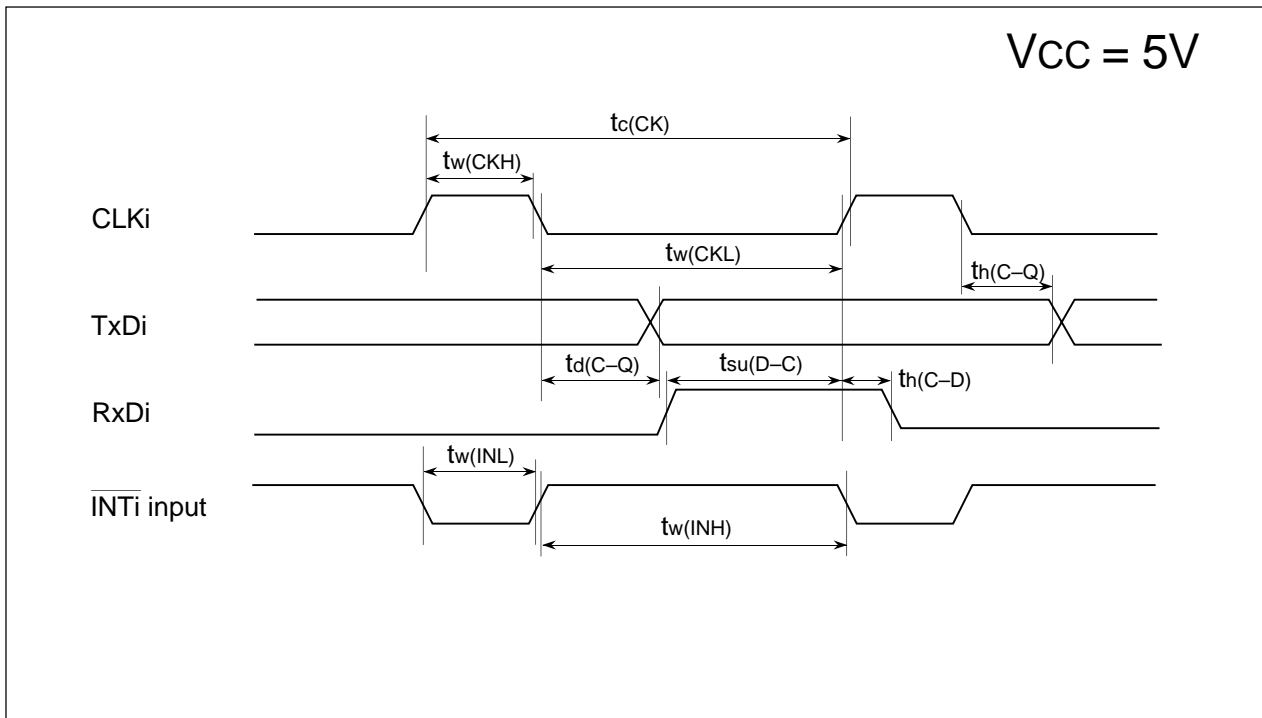 VCC = 5V
tc(CK)
tw(CKH)
CLKi
tw(CKL)
th(C–Q)
TxDi
td(C–Q)
tsu(D–C)
th(C–D)
RxDi
tw(INL)
INTi input
tw(INH)